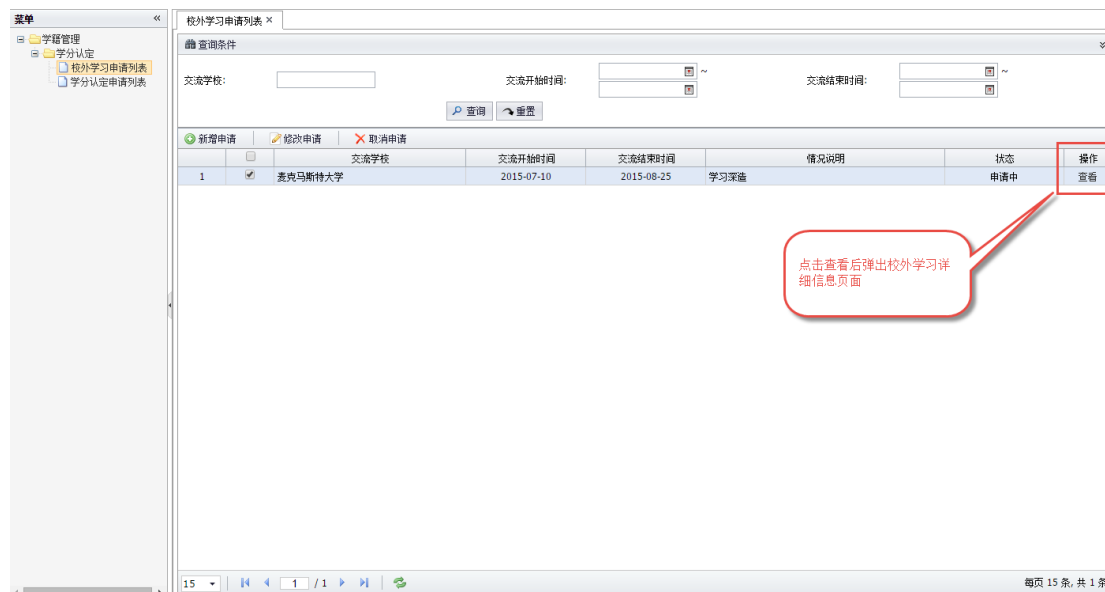 菜单
学籍管理
学分认定
校外学习申请列表
学分认定申请列表
校外学习申请列表 ×
查询条件
交流学校:
交流开始时间: ~
交流结束时间: ~
查询 重置
新增申请 修改申请 取消申请
交流学校 交流开始时间 交流结束时间 情况说明 状态 操作
1 麦克马斯特大学 2015-07-10 2015-08-25 学习深造 申请中 查看
点击查看后弹出校外学习详
细信息页面
15 1 / 1 每页 15 条, 共 1 条